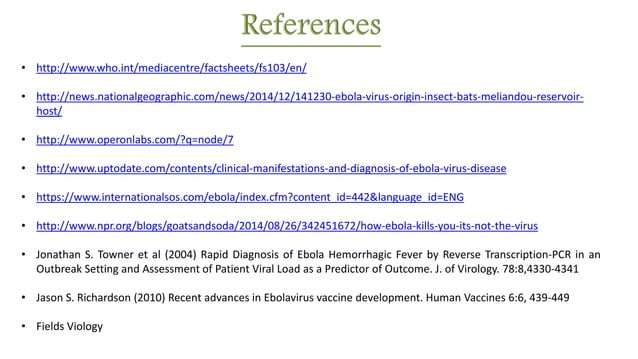 References
• http://www.who.int/mediacentre/factsheets/fs103/en/
• http://news.nationalgeographic.com/news/2014/12/141230-ebola-virus-origin-insect-bats-meliandou-reservoir-
host/
• http://www.operonlabs.com/?q=node/7
• http://www.uptodate.com/contents/clinical-manifestations-and-diagnosis-of-ebola-virus-disease
• https://www.internationalsos.com/ebola/index.cfm?content_id=442&language_id=ENG
• http://www.npr.org/blogs/goatsandsoda/2014/08/26/342451672/how-ebola-kills-you-its-not-the-virus
• Jonathan S. Towner et al (2004) Rapid Diagnosis of Ebola Hemorrhagic Fever by Reverse Transcription-PCR in an
Outbreak Setting and Assessment of Patient Viral Load as a Predictor of Outcome. J. of Virology. 78:8,4330-4341
• Jason S. Richardson (2010) Recent advances in Ebolavirus vaccine development. Human Vaccines 6:6, 439-449
• Fields Viology